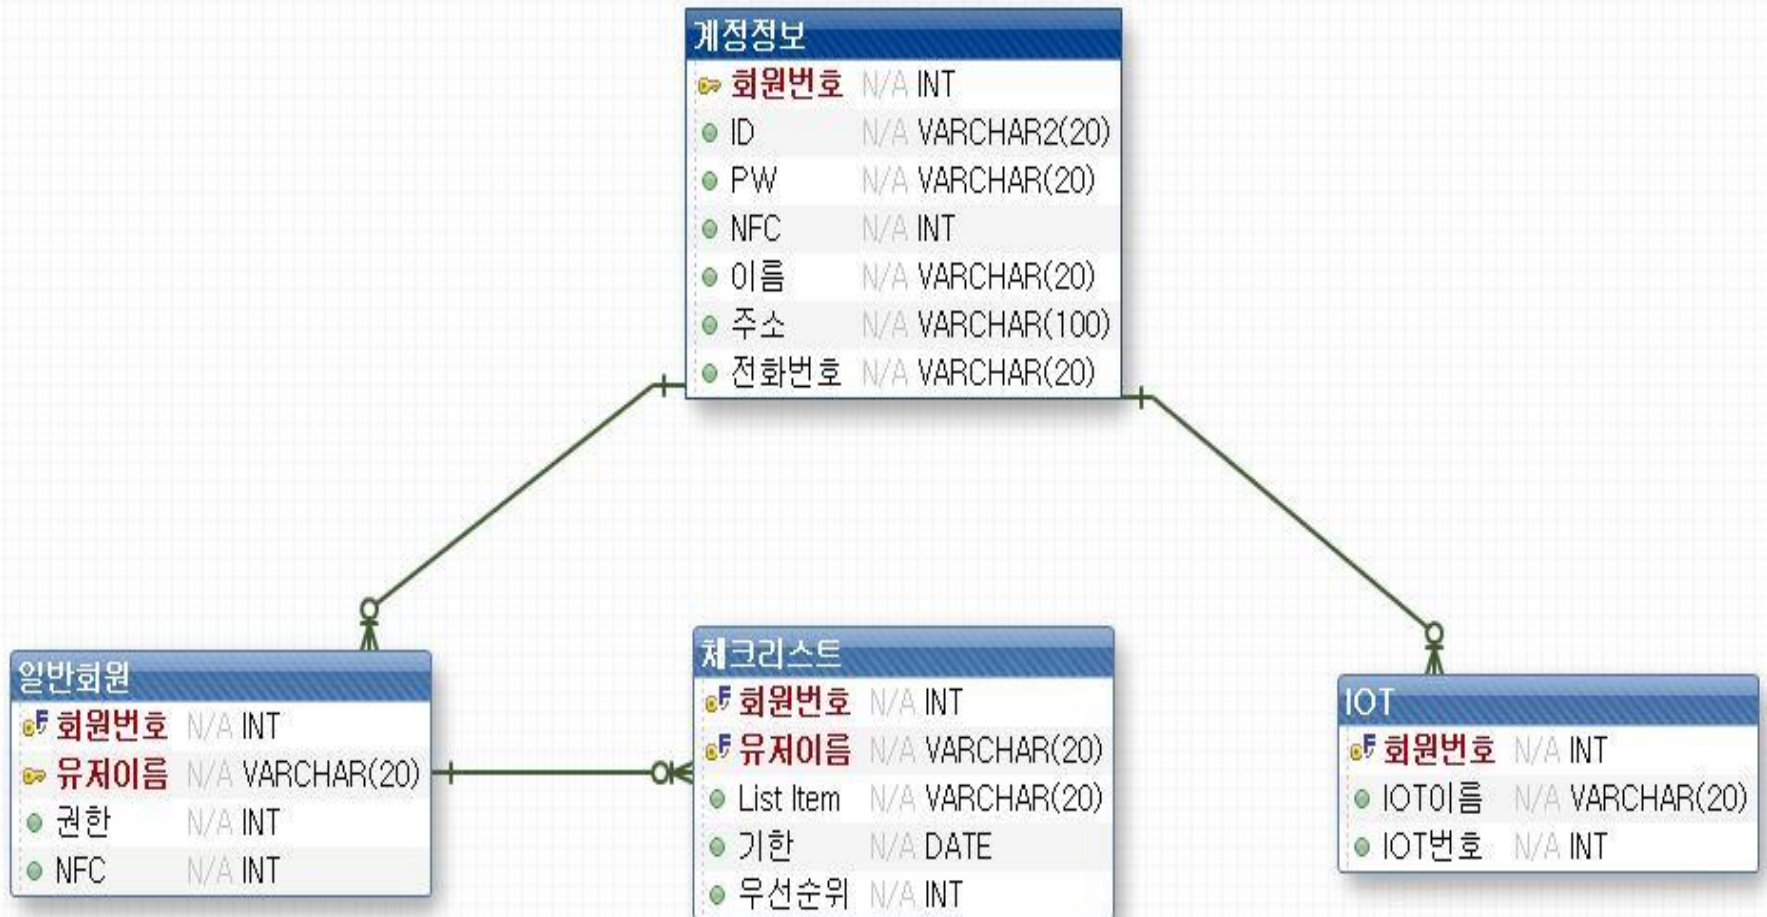 계정정보
회원번호 N/A INT
ID N/A VARCHAR2(20)
PW N/A VARCHAR(20)
NFC N/A INT
이름 N/A VARCHAR(20)
주소 N/A VARCHAR(100)
전화번호 N/A VARCHAR(20)
일반회원
F 회원번호 N/A INT
유저이름 N/A VARCHAR(20)
권한 N/A INT
NFC N/A INT
체크리스트
F 회원번호 N/A INT
F 유저이름 N/A VARCHAR(20)
List Item N/A VARCHAR(20)
기한 N/A DATE
우선순위 N/A INT
IOT
F 회원번호 N/A INT
IOT이름 N/A VARCHAR(20)
IOT번호 N/A INT